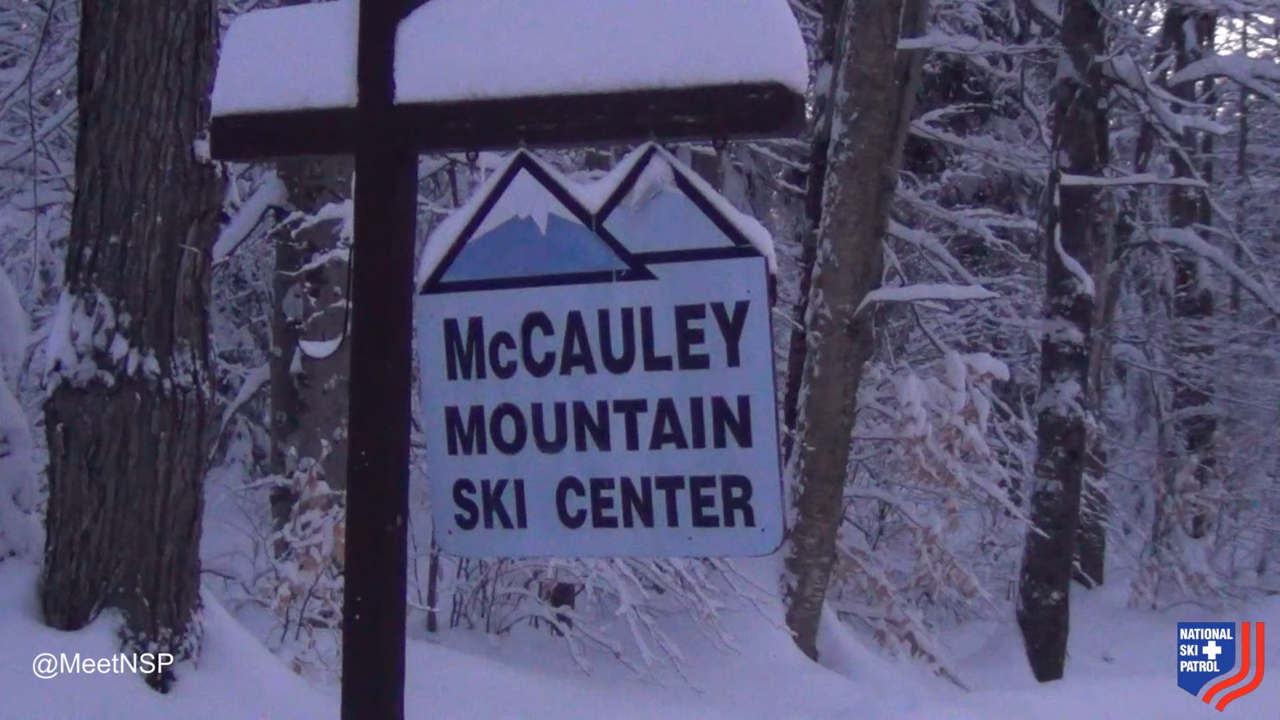 McCAULEY
MOUNTAIN
SKI CENTER
@MeetNSP
NATIONAL
SKI
PATROL